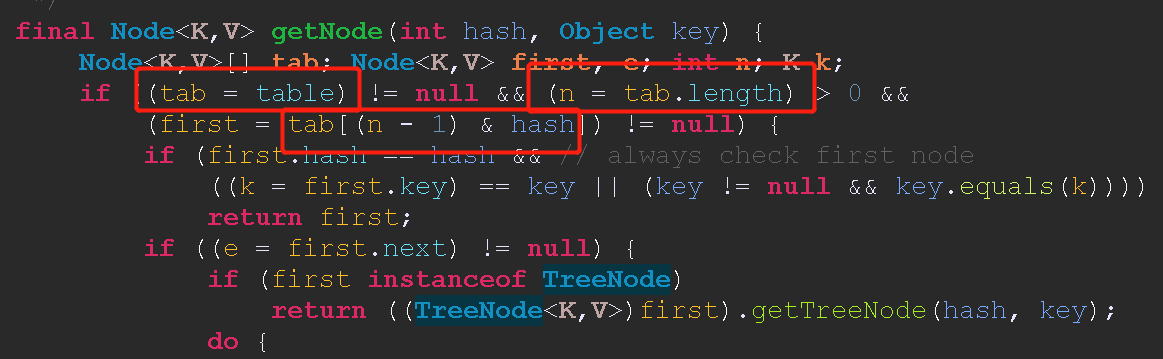 */
final Node<K,V> getNode(int hash, Object key) {
Node<K,V>[] tab; Node<K,V> first, e; int n; K k;
if ((tab = table) != null && (n = tab.length) > 0 &&
(first = tab[(n - 1) & hash]) != null) {
if (first.hash == hash && // always check first node
((k = first.key) == key || (key != null && key.equals(k))))
return first;
if ((e = first.next) != null) {
if (first instanceof TreeNode)
return ((TreeNode<K,V>)first).getTreeNode(hash, key);
do {